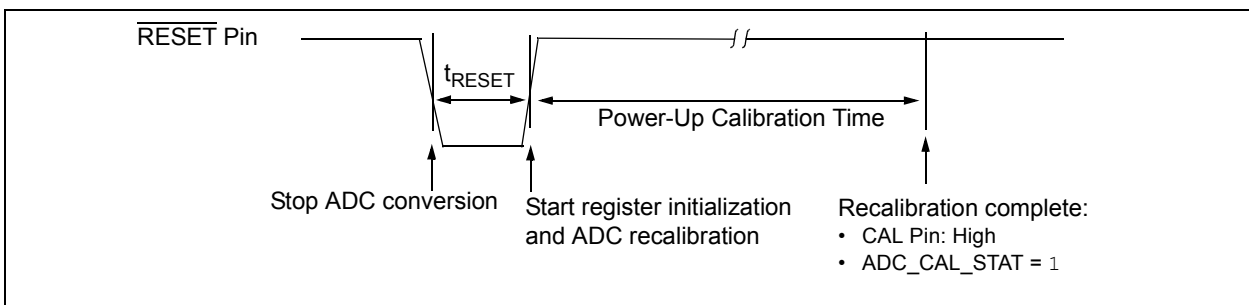 RESET Pin
tRESET
Power-Up Calibration Time
Stop ADC conversion
Start register initialization
and ADC recalibration
Recalibration complete:
• CAL Pin: High
• ADC_CAL_STAT = 1